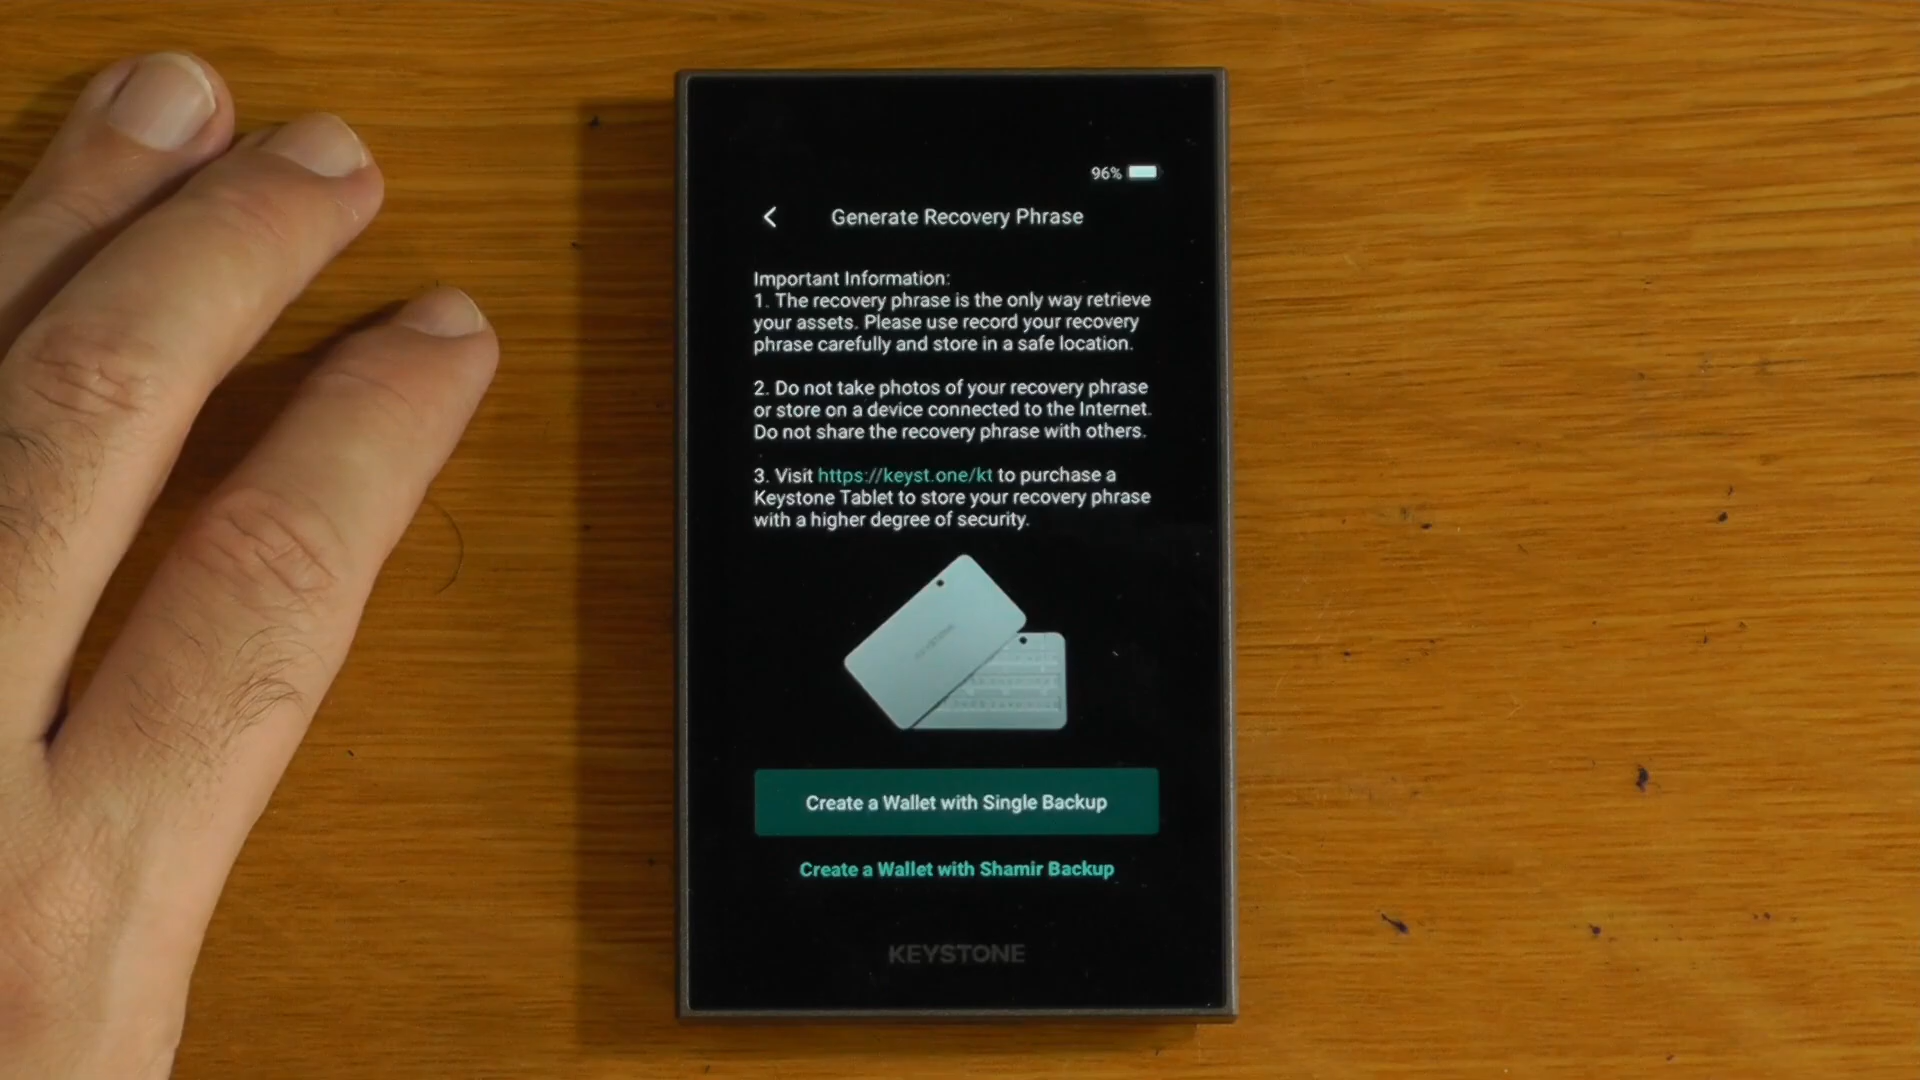 96%
Generate Recovery Phrase
Important Information:
1. The recovery phrase is the only way retrieve
your assets. Please use record your recovery
phrase carefully and store in a safe location.
2. Do not take photos of your recovery phrase
or store on a device connected to the Internet.
Do not share the recovery phrase with others.
3. Visit https://keyst.one/kt to purchase a
Keystone Tablet to store your recovery phrase
with a higher degree of security.
KEYSTONE
Create a Wallet with Single Backup
Create a Wallet with Shamir Backup
KEYSTONE